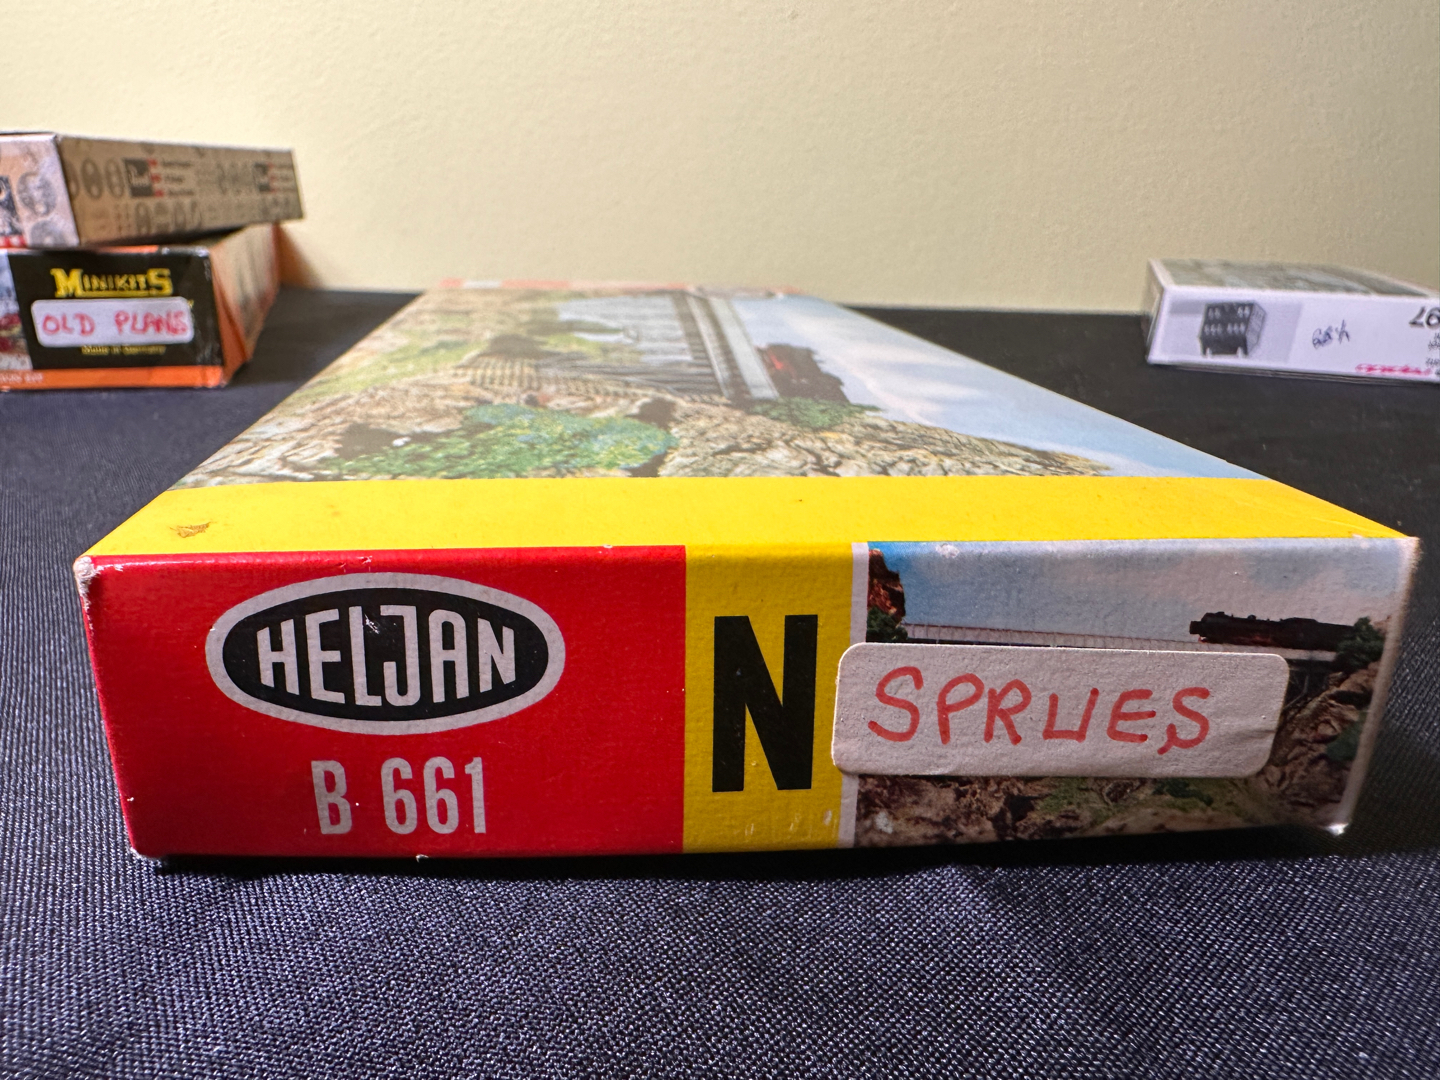 MINIKITS
OLD PLANS
Made in Germany
HELJAN
B 661
N
SPRUES